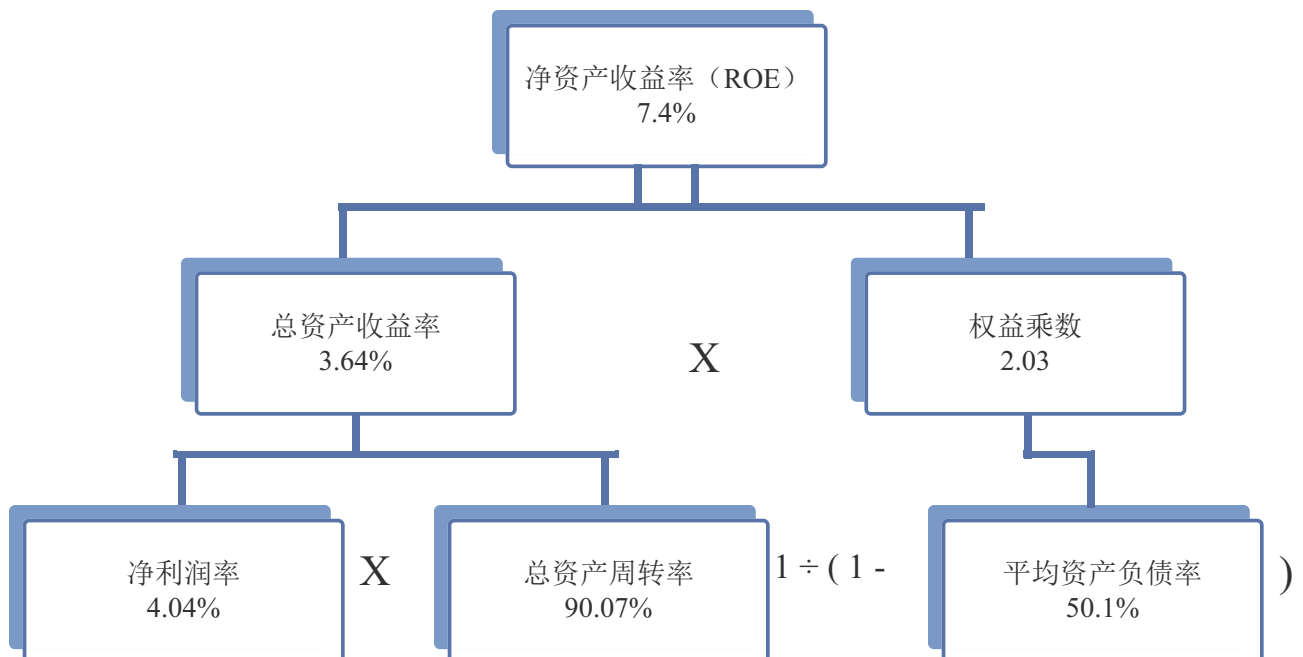 净资产收益率（ROE）
7.4%
总资产收益率
3.64%
X
权益乘数
2.03
净利润率
4.04%
X
总资产周转率
90.07%
1 ÷ ( 1 -
平均资产负债率
50.1%
)